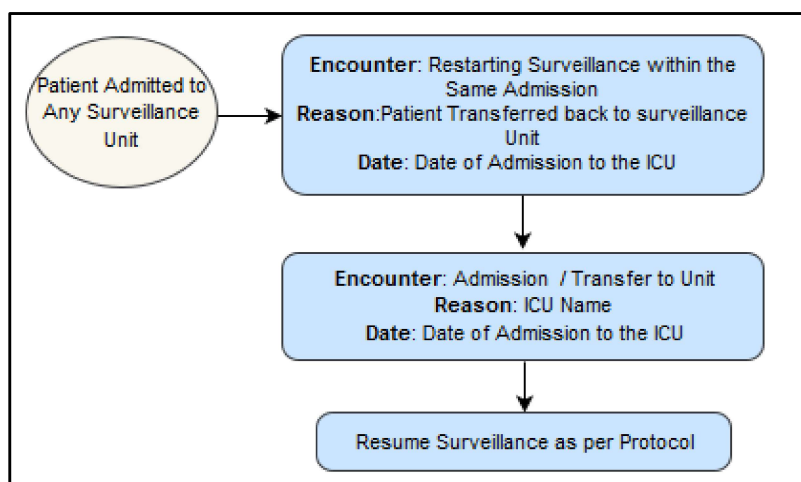 Patient Admitted to
Any Surveillance
Unit
Encounter: Restarting Surveillance within the
Same Admission
Reason:Patient Transferred back to surveillance
Unit
Date: Date of Admission to the ICU
Encounter: Admission / Transfer to Unit
Reason: ICU Name
Date: Date of Admission to the ICU
Resume Surveillance as per Protocol